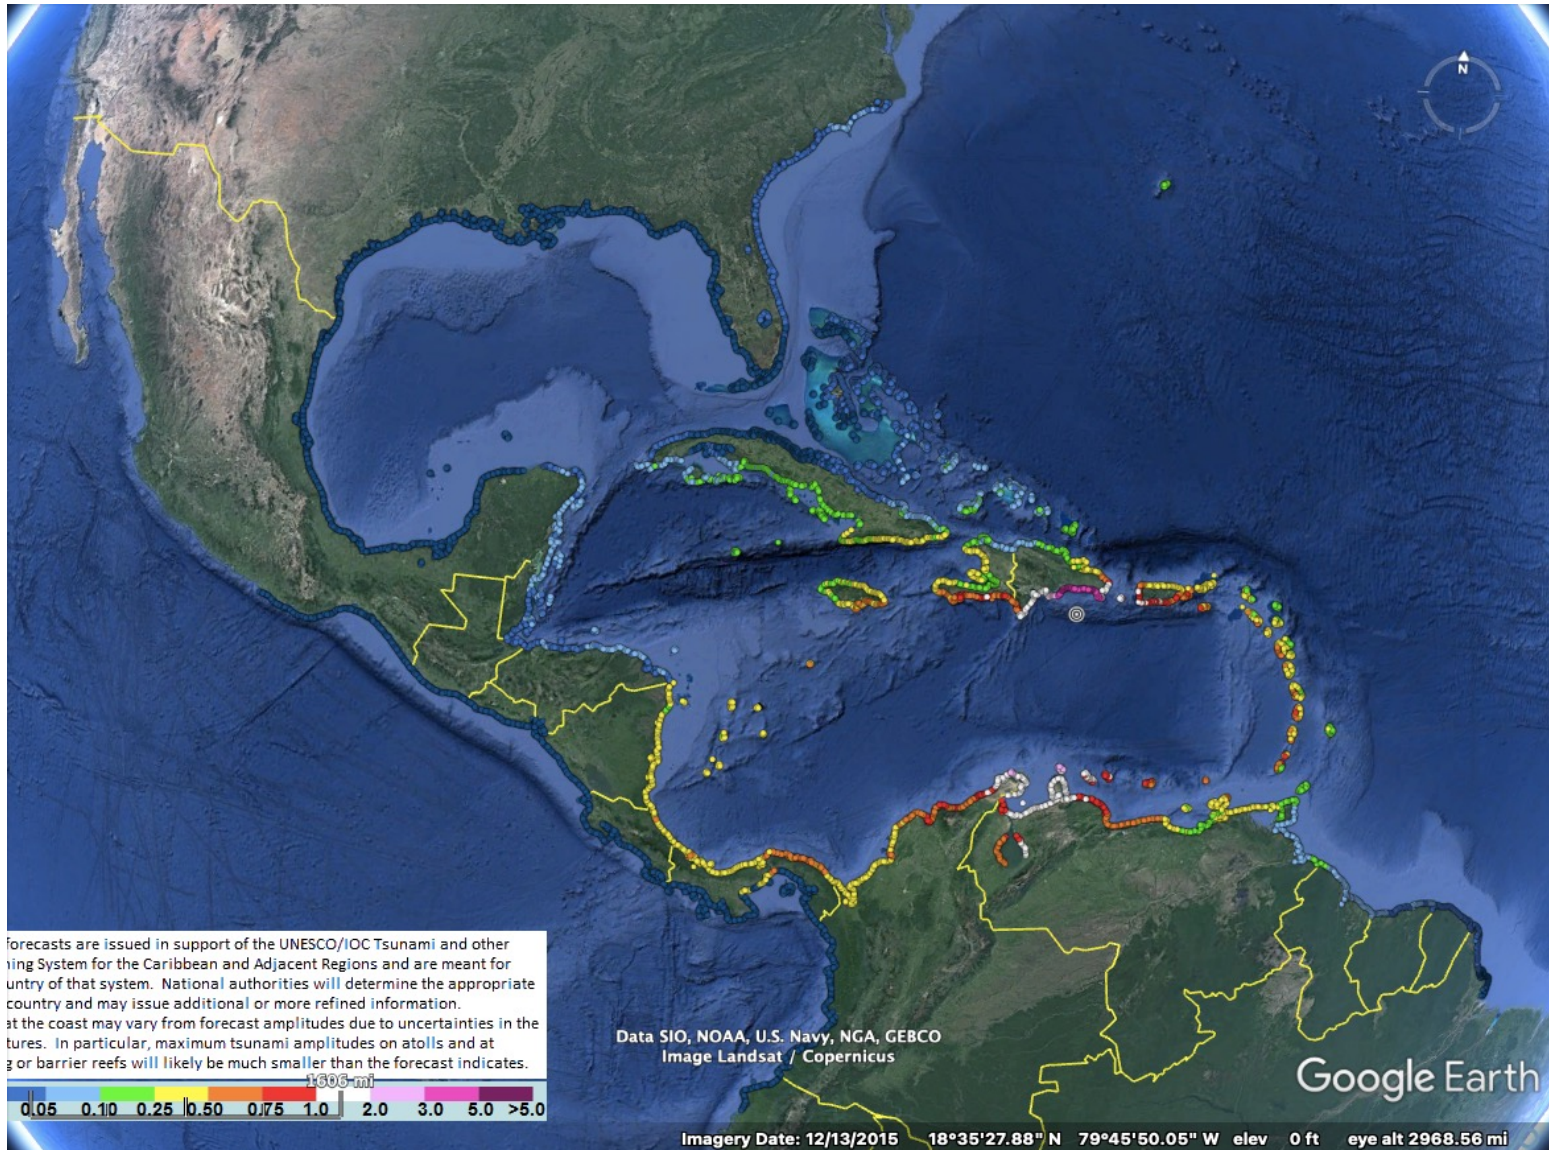 N
forecasts are issued in support of the UNESCO/IOC Tsunami and other
ning System for the Caribbean and Adjacent Regions and are meant for
untry of that system. National authorities will determine the appropriate
country and may issue additional or more refined information.
at the coast may vary from forecast amplitudes due to uncertainties in the
tures. In particular, maximum tsunami amplitudes on atolls and at
g or barrier reefs will likely be much smaller than the forecast indicates.
1606 mi
0.05 0.10 0.25 0.50 0.75 1.0 2.0 3.0 5.0 >5.0
Data SIO, NOAA, U.S. Navy, NGA, GEBCO
Image Landsat / Copernicus
Google Earth
Imagery Date: 12/13/2015 18°35'27.88" N 79°45'50.05" W elev 0 ft eye alt 2968.56 mi